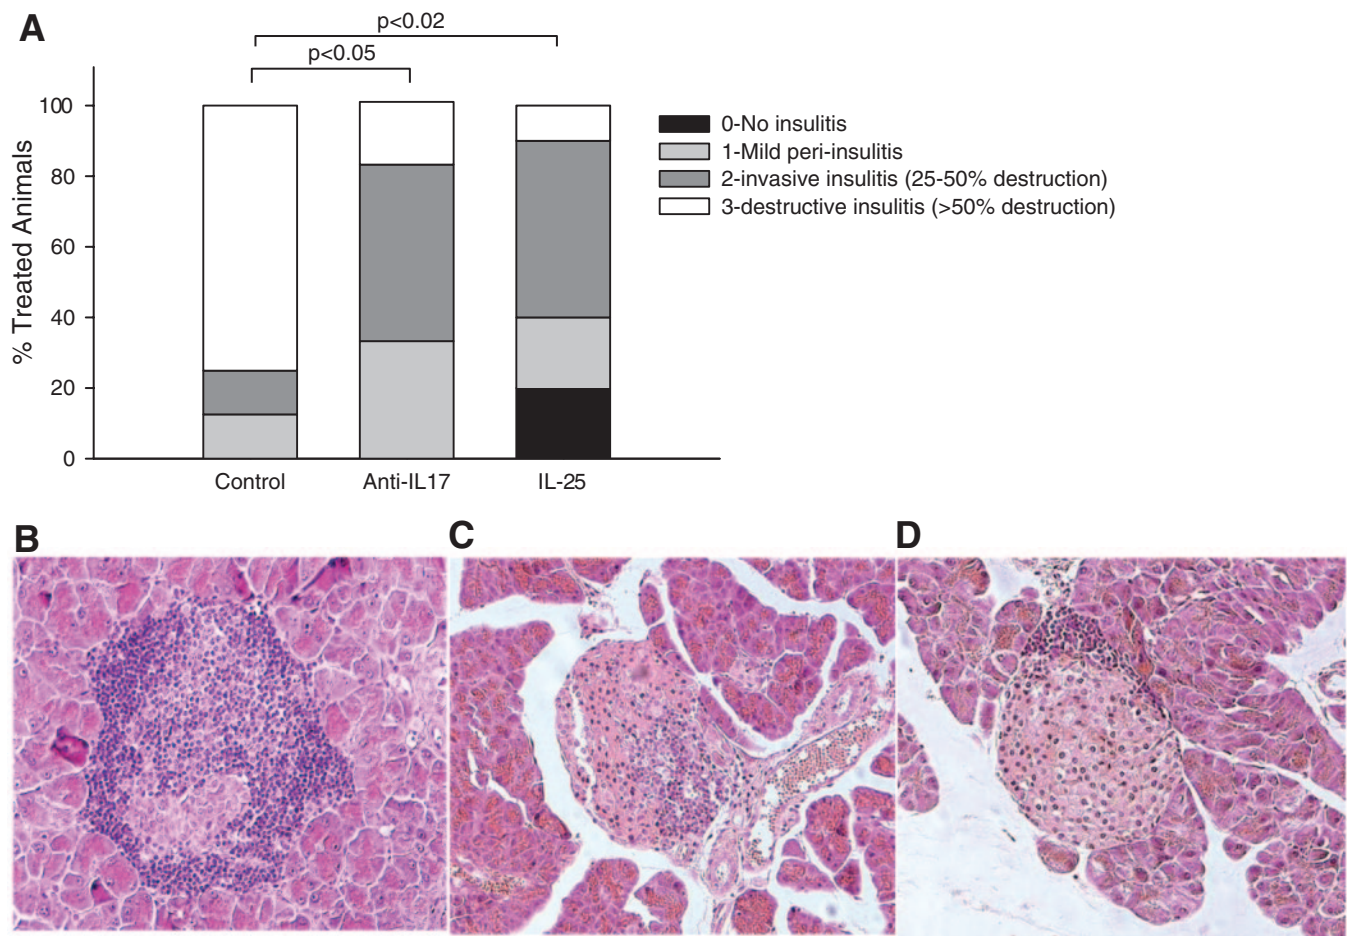 A
p<0.02
p<0.05
100
80
60
40
20
0
% Treated Animals
Control
Anti-IL17
IL-25
0-No insulitis
1-Mild peri-insulitis
2-invasive insulitis (25-50% destruction)
3-destructive insulitis (>50% destruction)
B
C
D